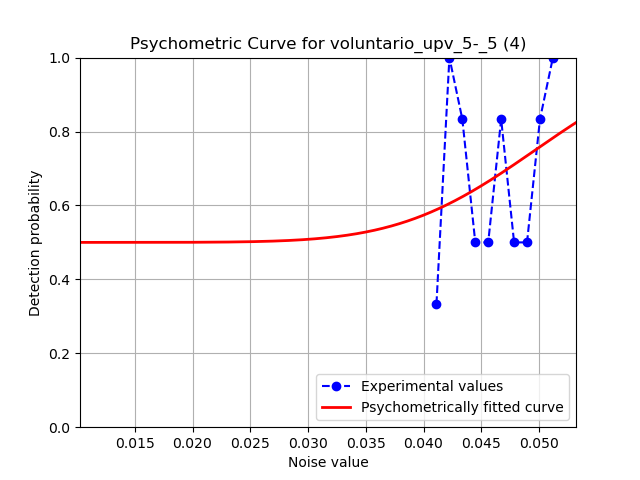 Psychometric Curve for voluntario_upv_5-_5 (4)
1.0
0.8
0.6
0.4
0.2
0.0
Detection probability
Experimental values
Psychometrically fitted curve
0.015 0.020 0.025 0.030 0.035 0.040 0.045 0.050
Noise value